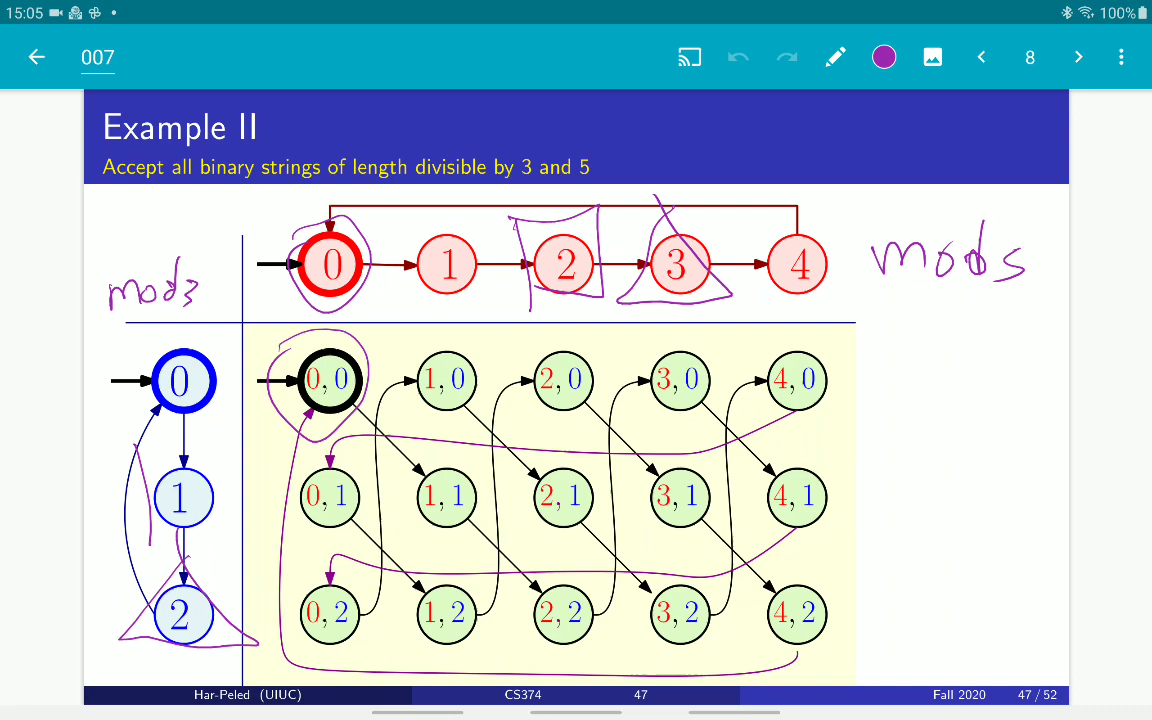 15:05 100%
007 8
Example II
Accept all binary strings of length divisible by 3 and 5
0 1 2 3 4
mod5
mod3
0 0,0 1,0 2,0 3,0 4,0
1 0,1 1,1 2,1 3,1 4,1
2 0,2 1,2 2,2 3,2 4,2
Har-Peled (UIUC) CS374 47 Fall 2020 47 / 52